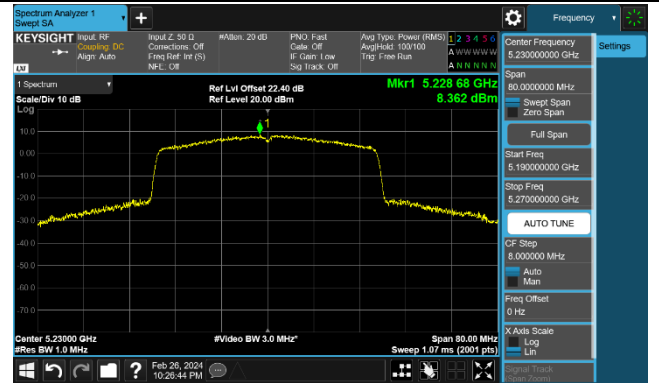 Spectrum Analyzer 1
Swept SA
Frequency
KEYSIGHT
Input: RF
Coupling: DC
Align: Auto
Input Z: 50 Ω
Corrections: Off
Freq Ref: Int (S)
NFE: Off
#Atten: 20 dB
PNO: Fast
Gate: Off
IF Gain: Low
Sig Track: Off
Avg Type: Power (RMS)
Avg|Hold: 100/100
Trig: Free Run
1 2 3 4 5 6
A W W W W W
A N N N N N
LXI
1 Spectrum
Scale/Div 10 dB
Log
Ref Lvl Offset 22.40 dB
Ref Level 20.00 dBm
Mkr1 5.228 68 GHz
8.362 dBm
1
10.0
0.00
-10.0
-20.0
-30.0
-40.0
-50.0
-60.0
-70.0
Center 5.23000 GHz
#Res BW 1.0 MHz
#Video BW 3.0 MHz*
Span 80.00 MHz
Sweep 1.07 ms (2001 pts)
Center Frequency
5.230000000 GHz
Settings
Span
80.0000000 MHz
Swept Span
Zero Span
Full Span
Start Freq
5.190000000 GHz
Stop Freq
5.270000000 GHz
AUTO TUNE
CF Step
8.000000 MHz
Auto
Man
Freq Offset
0 Hz
X Axis Scale
Log
Lin
Signal Track
(Span Zoom)
Feb 26, 2024
10:26:44 PM